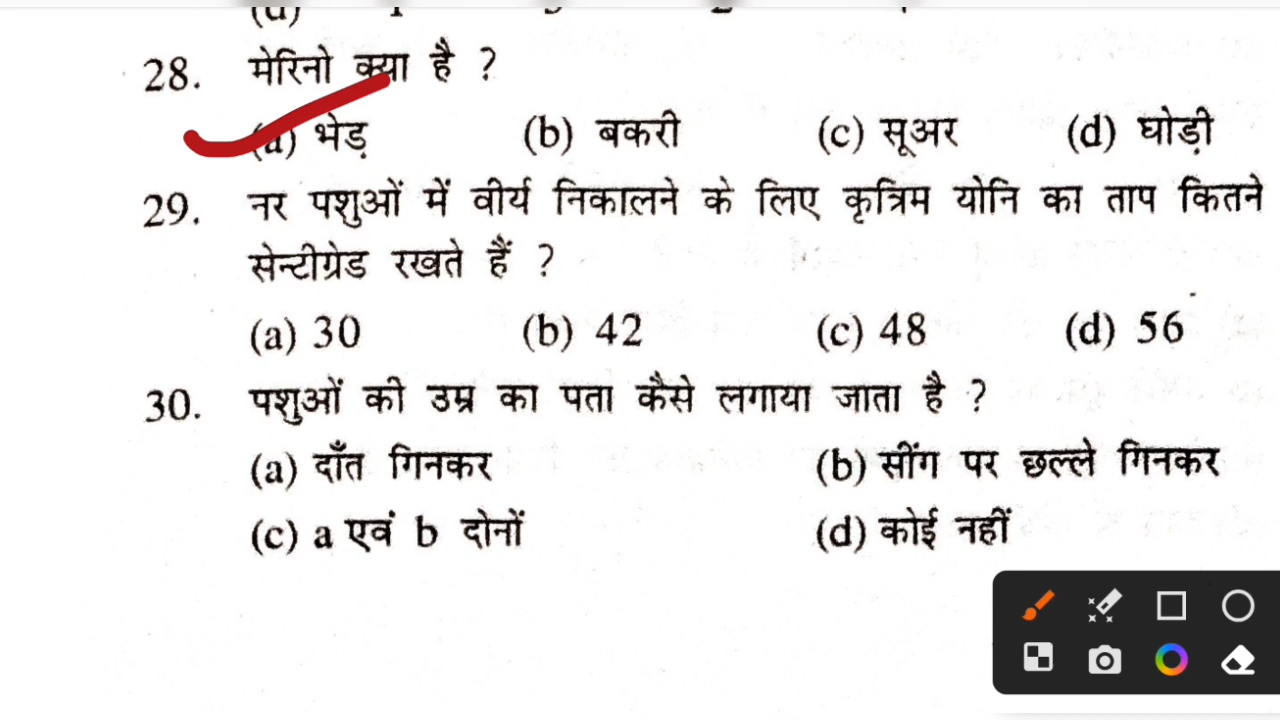 28. मेरिनो क्या है ?
(a) भेड़ (b) बकरी (c) सूअर (d) घोड़ी
29. नर पशुओं में वीर्य निकालने के लिए कृत्रिम योनि का ताप कितने
सेन्टीग्रेड रखते हैं ?
(a) 30 (b) 42 (c) 48 (d) 56
30. पशुओं की उम्र का पता कैसे लगाया जाता है ?
(a) दाँत गिनकर (b) सींग पर छल्ले गिनकर
(c) a एवं b दोनों (d) कोई नहीं